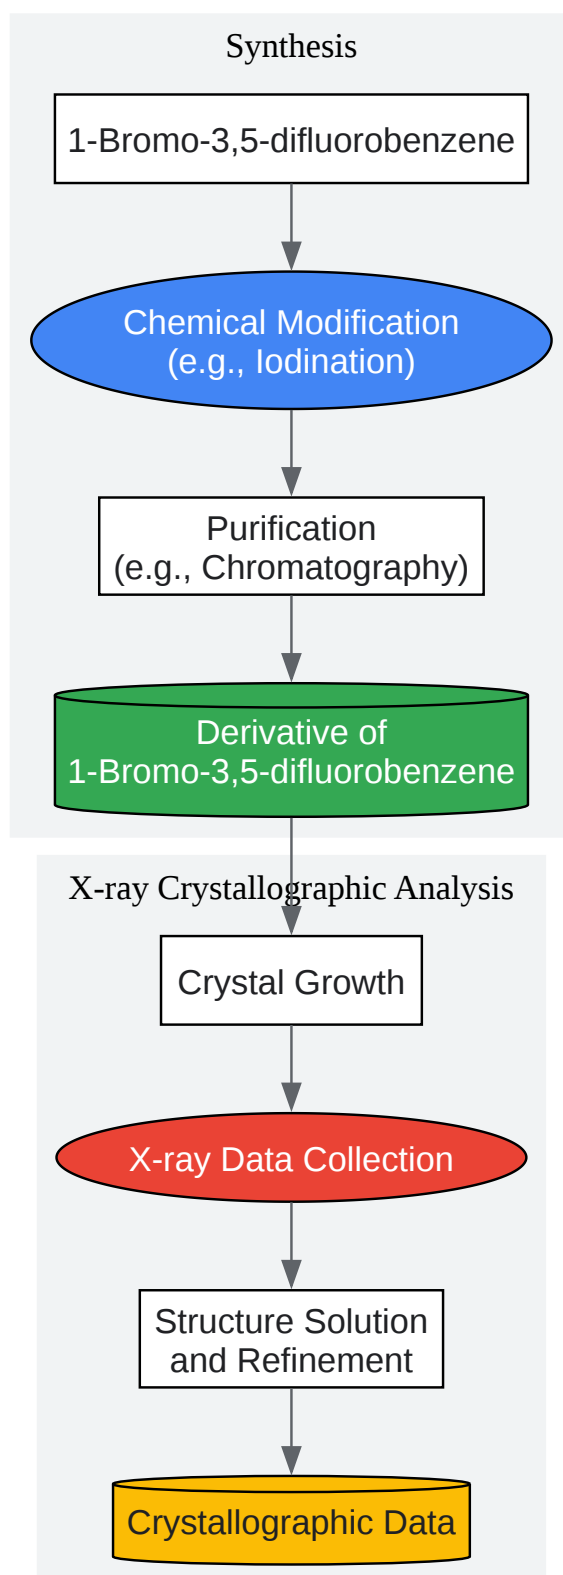 Synthesis
1-Bromo-3,5-difluorobenzene
Chemical Modification
(e.g., Iodination)
Purification
(e.g., Chromatography)
Derivative of
1-Bromo-3,5-difluorobenzene
X-ray Crystallographic Analysis
Crystal Growth
X-ray Data Collection
Structure Solution
and Refinement
Crystallographic Data